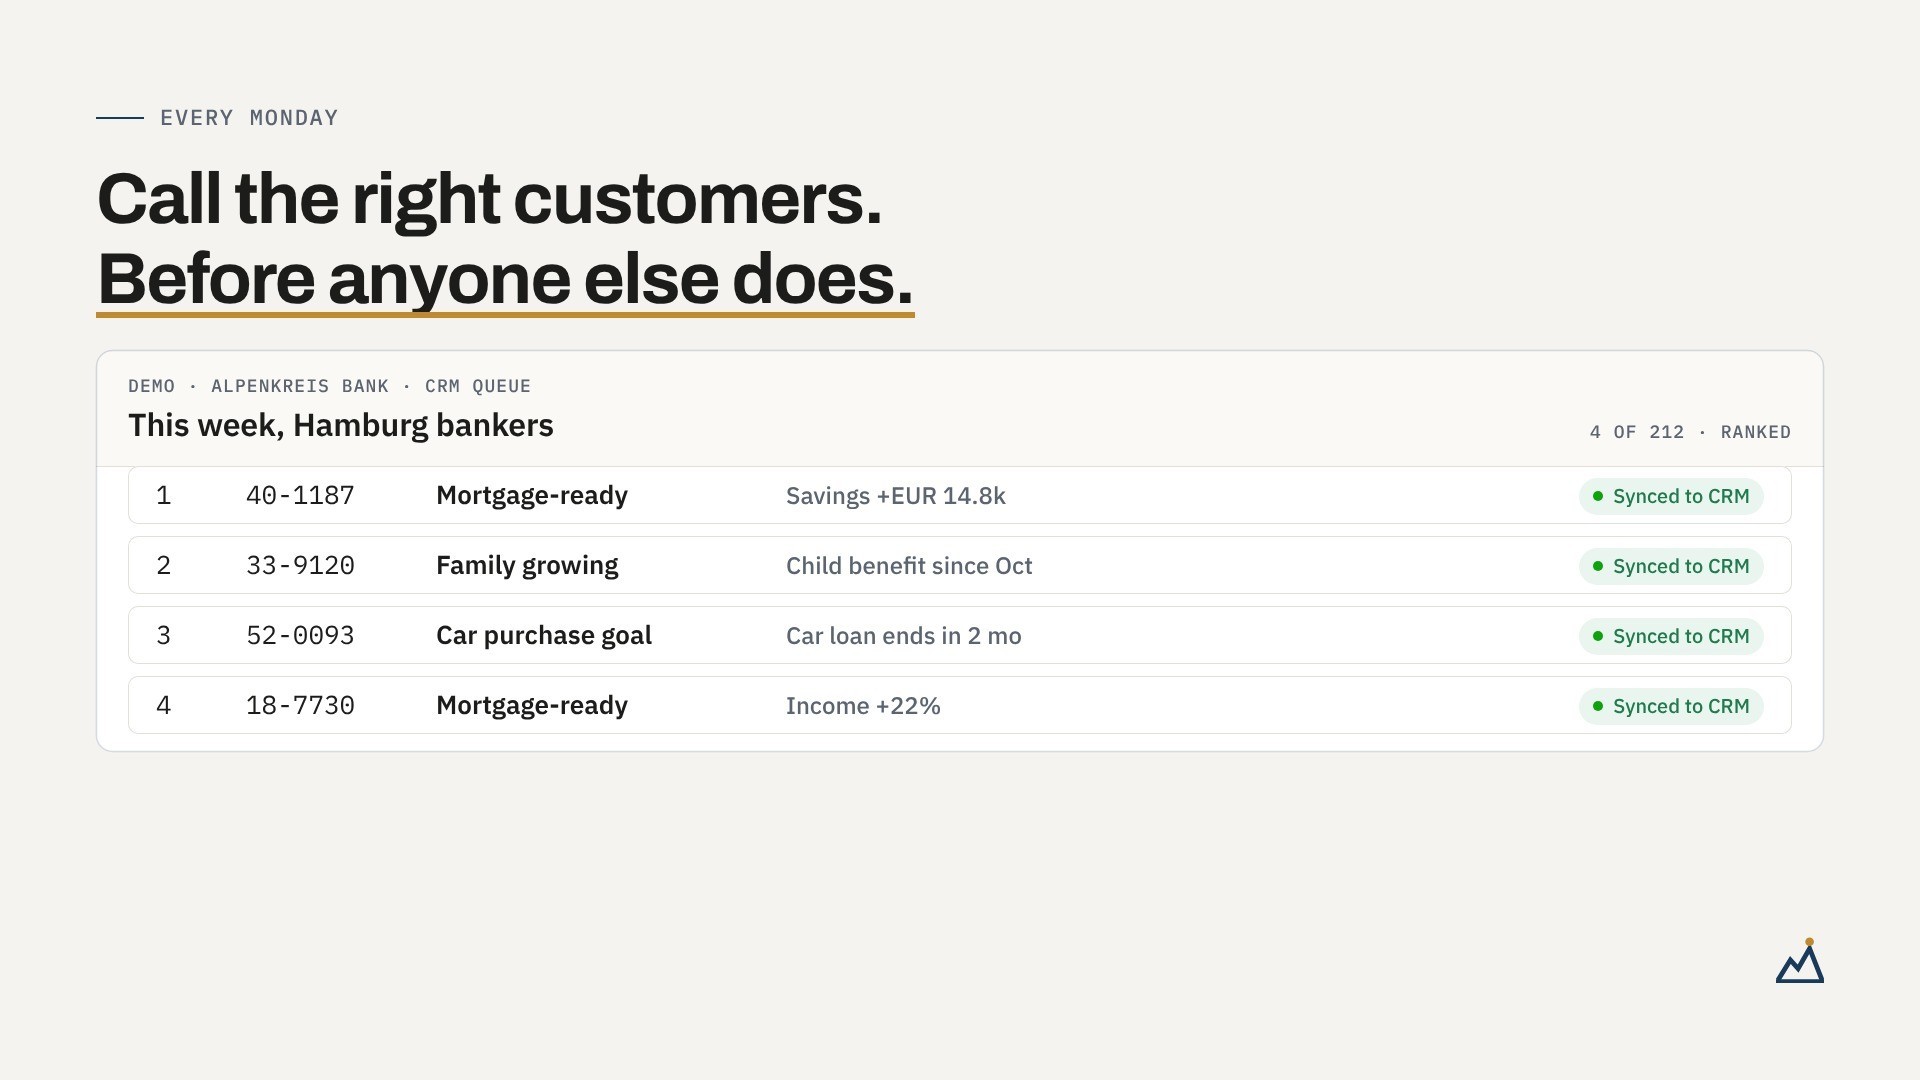 EVERY MONDAY
Call the right customers.
Before anyone else does.
DEMO · ALPENKREIS BANK · CRM QUEUE
This week, Hamburg bankers
4 OF 212 · RANKED
1 40-1187 Mortgage-ready Savings +EUR 14.8k Synced to CRM
2 33-9120 Family growing Child benefit since Oct Synced to CRM
3 52-0093 Car purchase goal Car loan ends in 2 mo Synced to CRM
4 18-7730 Mortgage-ready Income +22% Synced to CRM